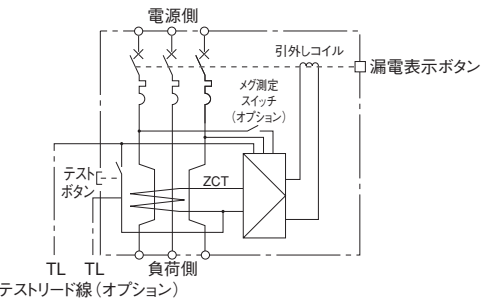 電源側
引外しコイル
漏電表示ボタン
メグ測定
スイッチ
(オプション)
テスト
ボタン
ZCT
TL TL
負荷側
テストリード線(オプション)